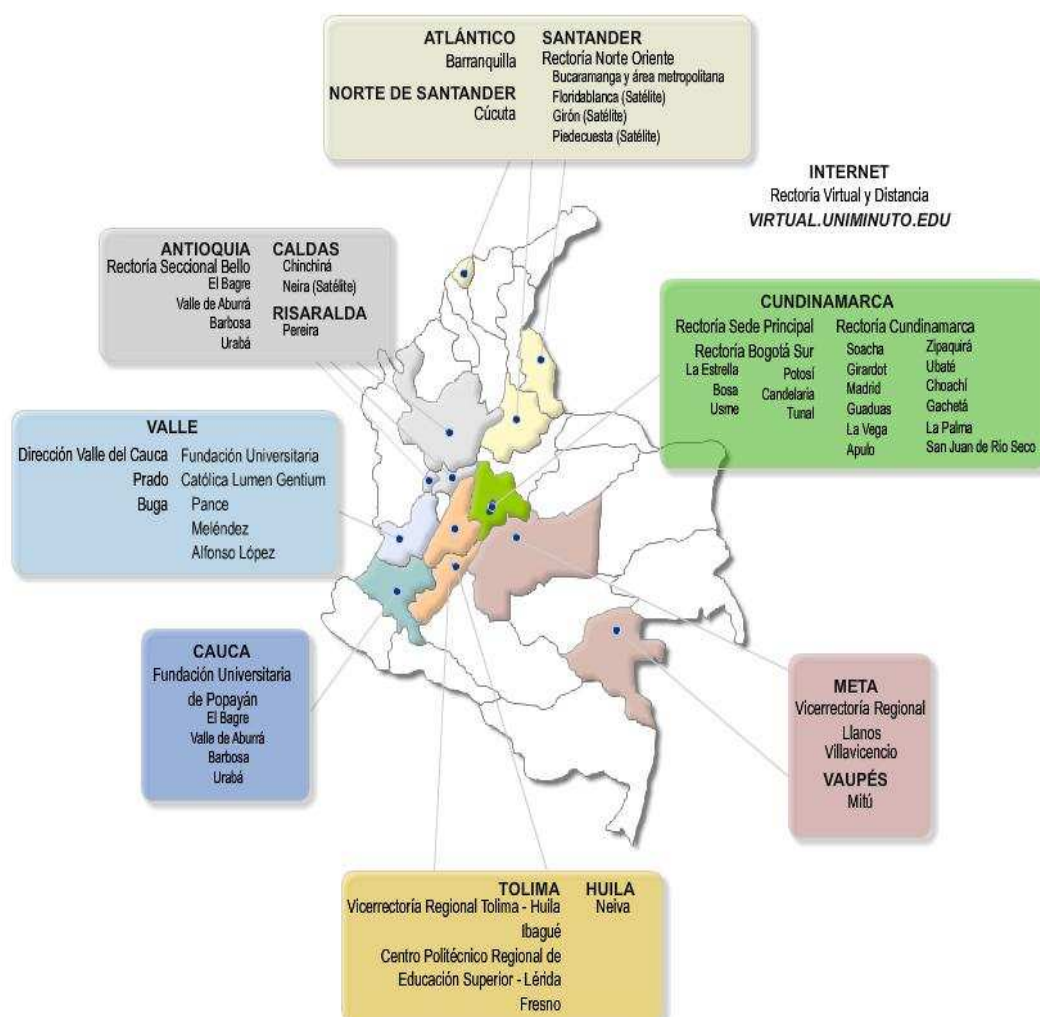 ATLÁNTICO
Barranquilla
NORTE DE SANTANDER
Cúcuta
SANTANDER
Rectoría Norte Oriente
Bucaramanga y área metropolitana
Floridablanca (Satélite)
Girón (Satélite)
Piedecuesta (Satélite)
INTERNET
Rectoría Virtual y Distancia
VIRTUAL.UNIMINUTO.EDU
ANTIOQUIA
Rectoría Seccional Bello
El Bagre
Valle de Aburrá
Barbosa
Urabá
CALDAS
Chinchiná
Neira (Satélite)
RISARALDA
Pereira
CUNDINAMARCA
Rectoría Sede Principal
Rectoría Bogotá Sur
La Estrella
Bosa
Usme
Potosí
Candelaria
Tunal
Rectoría Cundinamarca
Soacha
Girardot
Madrid
Guaduas
La Vega
Apulo
Zipaquirá
Ubaté
Choachí
Gachetá
La Palma
San Juan de Río Seco
VALLE
Dirección Valle del Cauca
Prado
Buga
Fundación Universitaria
Católica Lumen Gentium
Pance
Meléndez
Alfonso López
CAUCA
Fundación Universitaria
de Popayán
El Bagre
Valle de Aburrá
Barbosa
Urabá
META
Vicerrectoría Regional
Llanos
Villavicencio
VAUPÉS
Mitú
TOLIMA
Vicerrectoría Regional Tolima - Huila
Ibagué
Centro Politécnico Regional de
Educación Superior - Lérida
Fresno
HUILA
Neiva